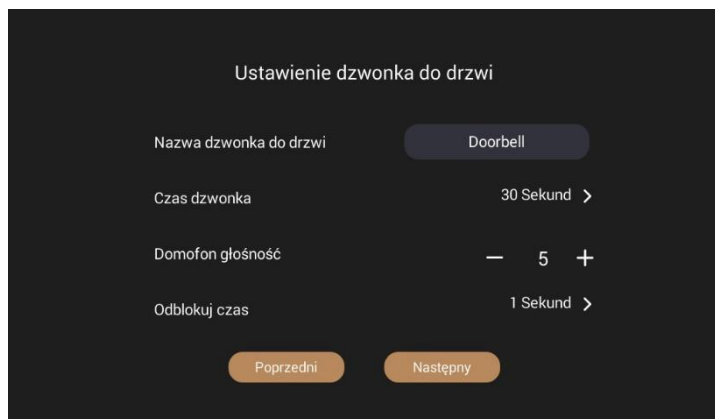 Ustawienie dzwonka do drzwi
Nazwa dzwonka do drzwi Doorbell
Czas dzwonka 30 Sekund >
Domofon głośność — 5 +
Odblokuj czas 1 Sekund >
Poprzedni Następny